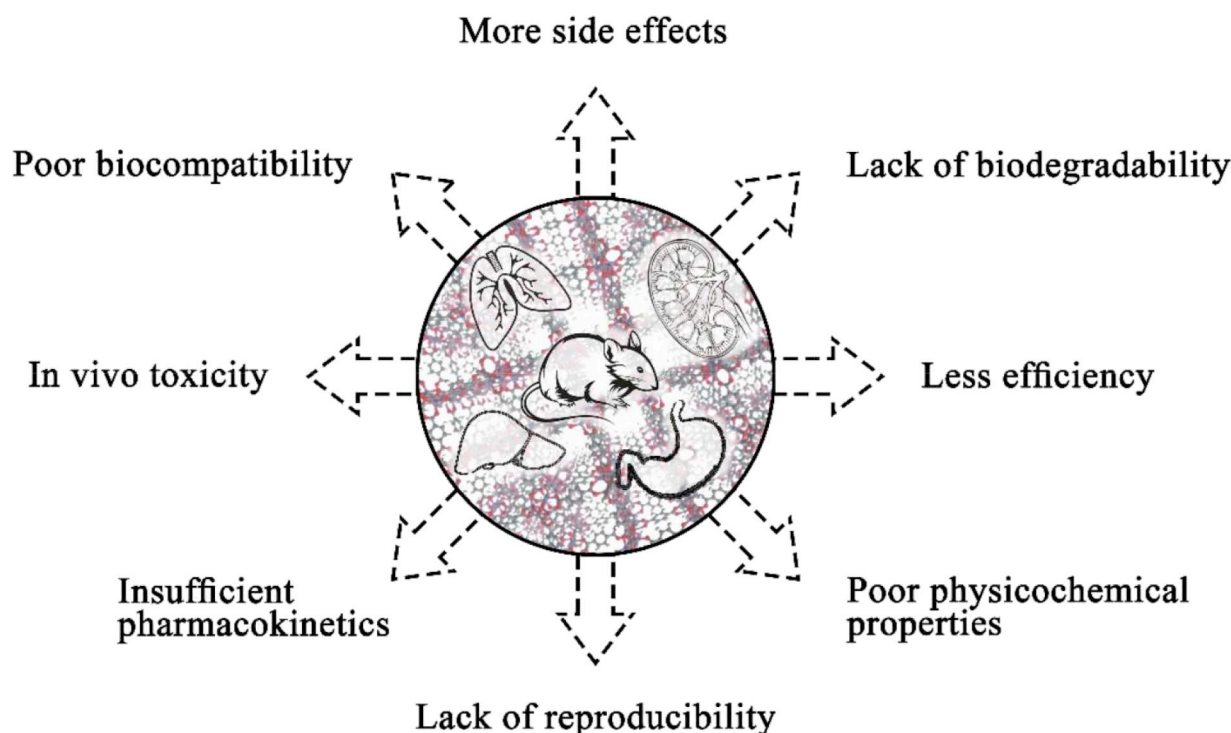 More side effects
Poor biocompatibility
Lack of biodegradability
In vivo toxicity
Less efficiency
Insufficient
pharmacokinetics
Poor physicochemical
properties
Lack of reproducibility